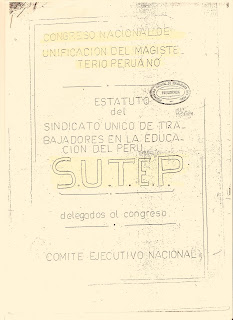 CONGRESO NACIONAL DE
UNIFICACION DEL MAGISTE-
TERIO PERUANO
ESTATUTO
del
SINDICATO UNICO DE TRA-
BAJADORES EN LA EDUCA-
CION DEL PERU
S.U.T.E.P.
delegados al congreso
COMITE EJECUTIVO NACIONAL